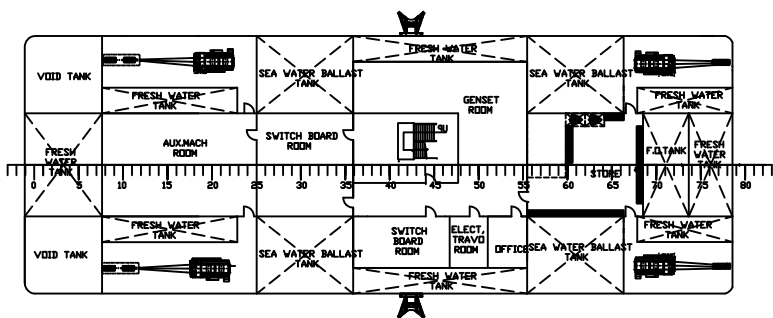 FRESH WATER
TANK
VOID TANK
SEA WATER BALLAST
TANK
SEA WATER BALLAST
TANK
FRESH WATER
TANK
FRESH WATER
TANK
GENSET
ROOM
UP
AUX.MACH
ROOM
SWITCH BOARD
ROOM
FRESH
WATER
TANK
F.O.TANK
FRESH
WATER
TANK
STORE
0 5 10 15 20 25 30 35 40 45 50 55 60 65 70 75 80
FRESH WATER
TANK
FRESH WATER
TANK
VOID TANK
SEA WATER BALLAST
TANK
SWITCH
BOARD
ROOM
ELECT,
TRAVO
ROOM
OFFICE
SEA WATER BALLAST
TANK
FRESH WATER
TANK